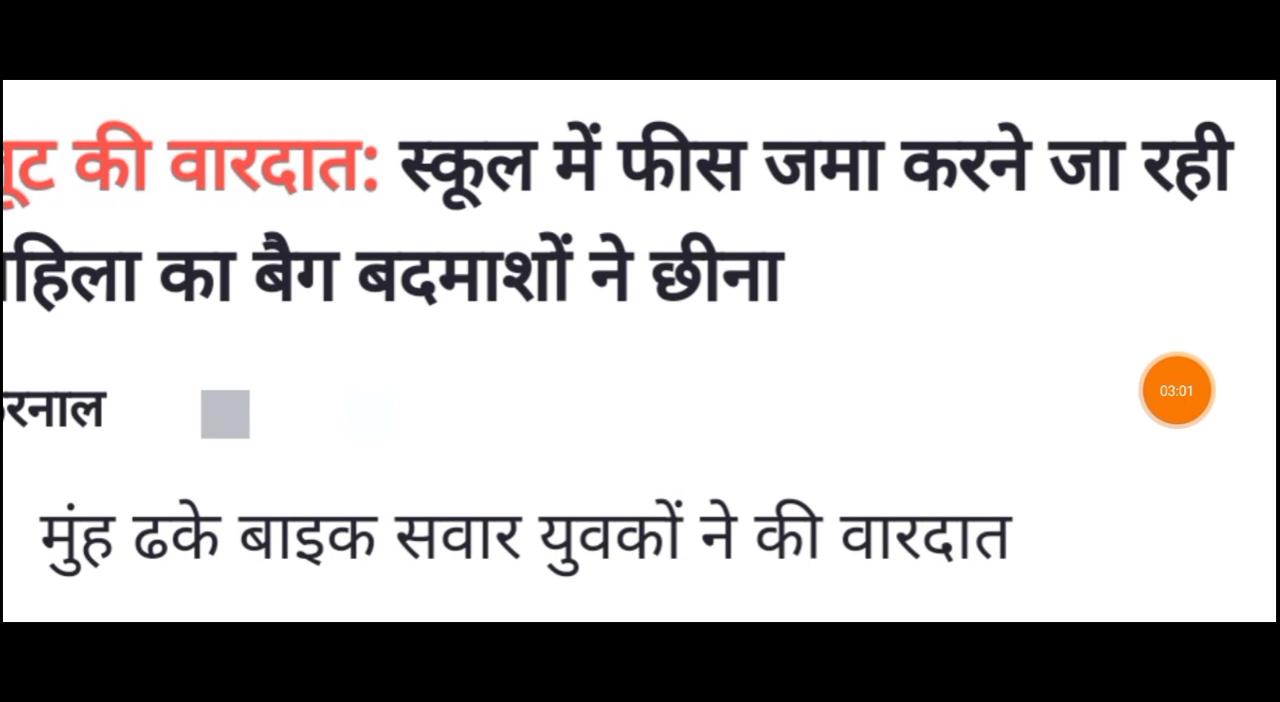 की वारदात: स्कूल में फीस जमा करने जा रही
का बैग बदमाशों ने छीना
03:01
मुंह ढके बाइक सवार युवकों ने की वारदात